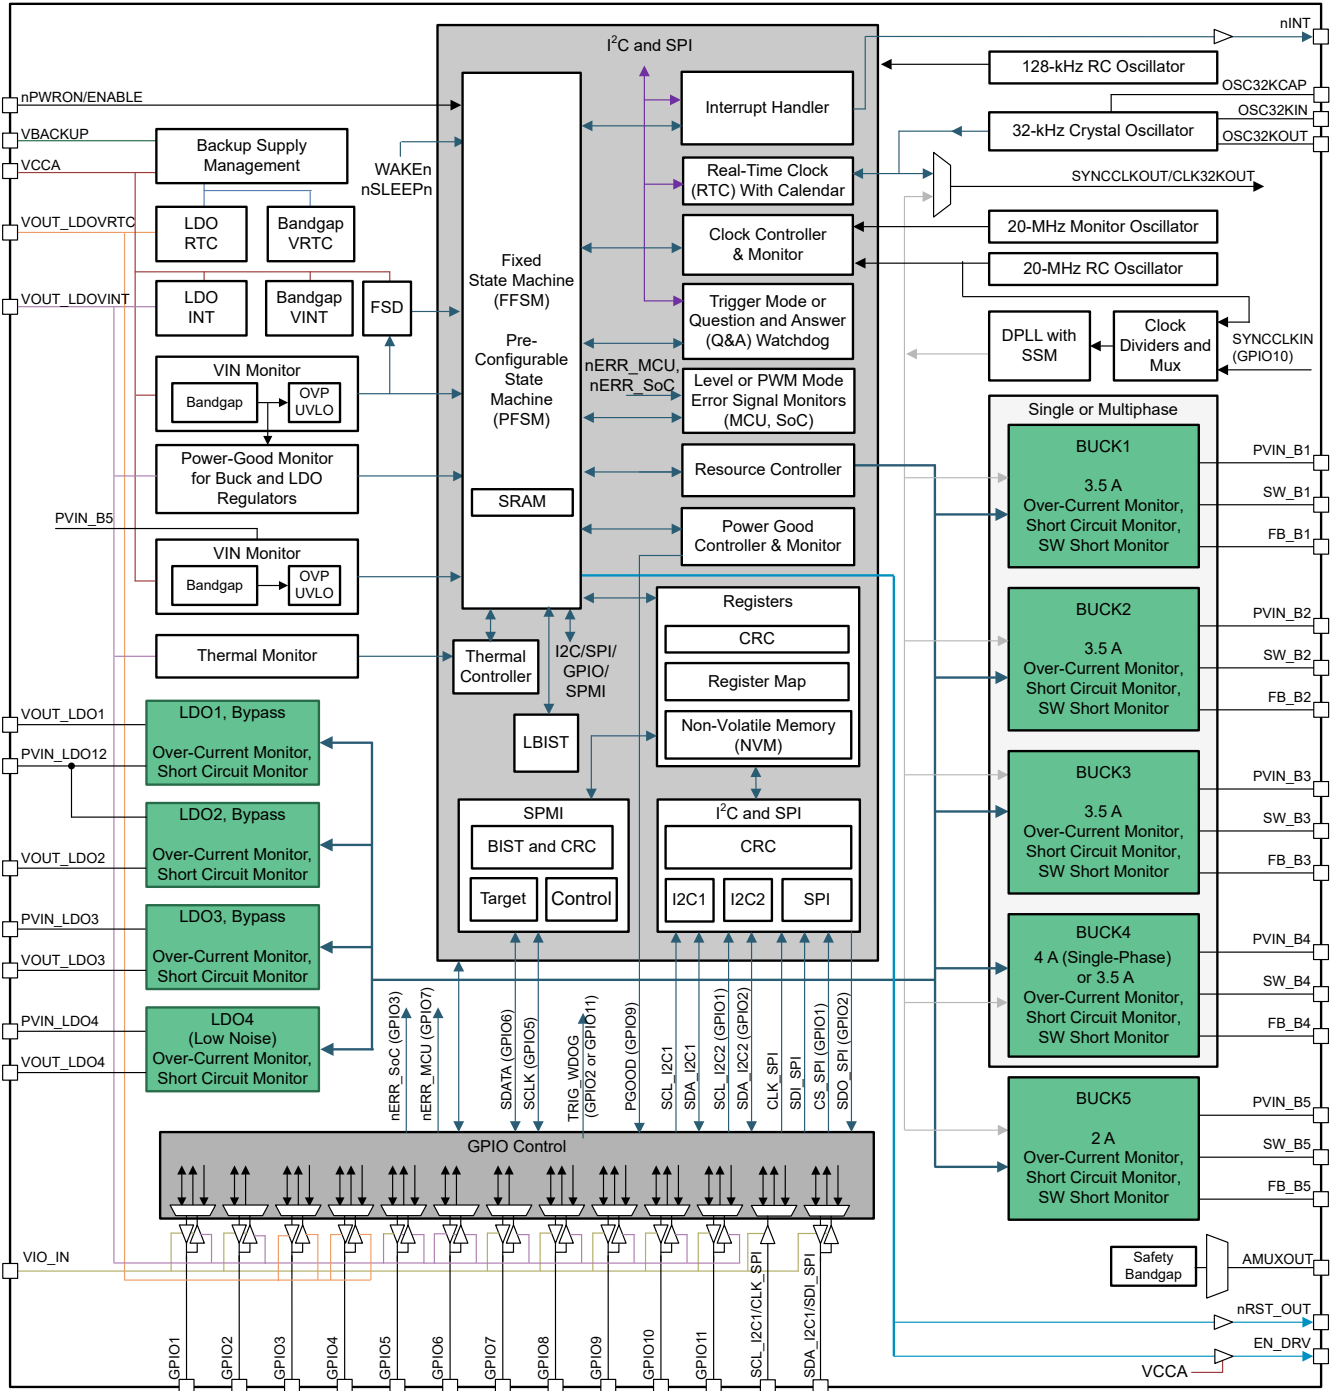 nPWRON/ENABLE
VBACKUP
VCCA
VOUT_LDOVRTC
VOUT_LDOVINT
Backup Supply
Management
LDO
RTC
Bandgap
VRTC
LDO
INT
Bandgap
VINT
FSD
VIN Monitor
Bandgap
OVP
UVLO
Power-Good Monitor
for Buck and LDO
Regulators
PVIN_B5
VIN Monitor
Bandgap
OVP
UVLO
Thermal Monitor
VOUT_LDO1
PVIN_LDO12
VOUT_LDO2
PVIN_LDO3
VOUT_LDO3
PVIN_LDO4
VOUT_LDO4
LDO1, Bypass
Over-Current Monitor,
Short Circuit Monitor
LDO2, Bypass
Over-Current Monitor,
Short Circuit Monitor
LDO3, Bypass
Over-Current Monitor,
Short Circuit Monitor
LDO4
(Low Noise)
Over-Current Monitor,
Short Circuit Monitor
I²C and SPI
WAKEn
nSLEEPn
Fixed
State Machine
(FFSM)
Pre-
Configurable
State
Machine
(PFSM)
SRAM
Interrupt Handler
Real-Time Clock
(RTC) With Calendar
Clock Controller
& Monitor
Trigger Mode or
Question and Answer
(Q&A) Watchdog
nERR_MCU,
nERR_SoC
Level or PWM Mode
Error Signal Monitors
(MCU, SoC)
Resource Controller
Power Good
Controller & Monitor
Thermal
Controller
I2C/SPI/
GPIO/
SPMI
LBIST
Registers
CRC
Register Map
Non-Volatile Memory
(NVM)
SPMI
BIST and CRC
Target
Control
I²C and SPI
CRC
I2C1
I2C2
SPI
nINT
128-kHz RC Oscillator
OSC32KCAP
OSC32KIN
OSC32KOUT
32-kHz Crystal Oscillator
SYNCCLKOUT/CLK32KOUT
20-MHz Monitor Oscillator
20-MHz RC Oscillator
DPLL with
SSM
Clock
Dividers and
Mux
SYNCCLKIN
(GPIO10)
Single or Multiphase
BUCK1
3.5 A
Over-Current Monitor,
Short Circuit Monitor,
SW Short Monitor
PVIN_B1
SW_B1
FB_B1
BUCK2
3.5 A
Over-Current Monitor,
Short Circuit Monitor,
SW Short Monitor
PVIN_B2
SW_B2
FB_B2
BUCK3
3.5 A
Over-Current Monitor,
Short Circuit Monitor,
SW Short Monitor
PVIN_B3
SW_B3
FB_B3
BUCK4
4 A (Single-Phase)
or 3.5 A
Over-Current Monitor,
Short Circuit Monitor,
SW Short Monitor
PVIN_B4
SW_B4
FB_B4
BUCK5
2 A
Over-Current Monitor,
Short Circuit Monitor,
SW Short Monitor
PVIN_B5
SW_B5
FB_B5
nERR_SoC (GPIO3)
nERR_MCU (GPIO7)
SDATA (GPIO6)
SCLK (GPIO5)
TRIG_WDOG
(GPIO2 or GPIO11)
PGOOD (GPIO9)
SCL_I2C1
SDA_I2C1
SCL_I2C2 (GPIO1)
SDA_I2C2 (GPIO2)
CLK_SPI
SDI_SPI
CS_SPI (GPIO1)
SDO_SPI (GPIO2)
GPIO Control
VIO_IN
GPIO1
GPIO2
GPIO3
GPIO4
GPIO5
GPIO6
GPIO7
GPIO8
GPIO9
GPIO10
GPIO11
SCL_I2C1/CLK_SPI
SDA_I2C1/SDI_SPI
Safety
Bandgap
AMUXOUT
nRST_OUT
EN_DRV
VCCA